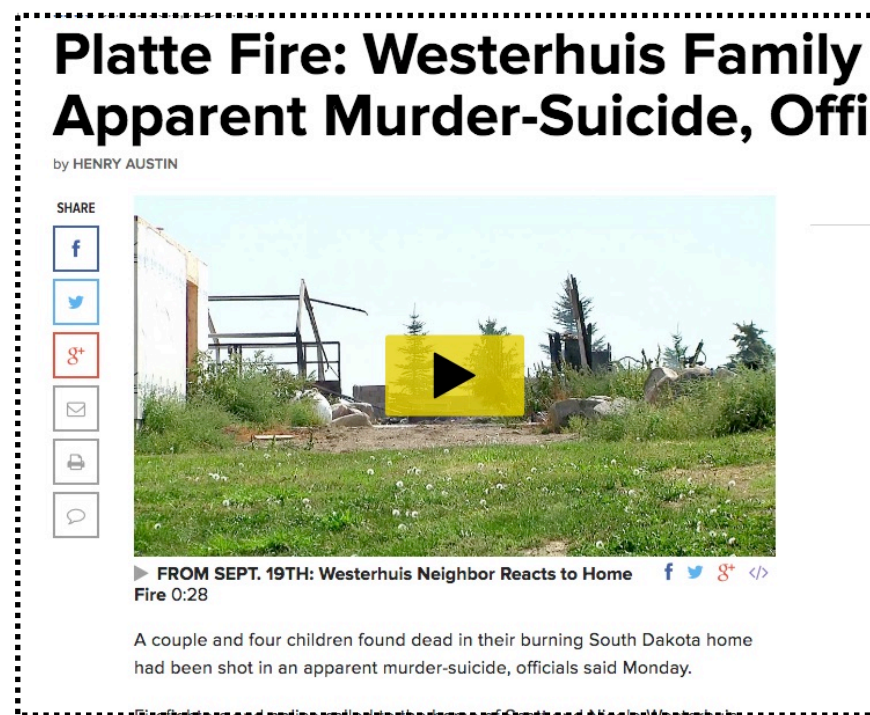 Platte Fire: Westerhuis Family
Apparent Murder-Suicide, Offi
by HENRY AUSTIN
SHARE
f
g+
FROM SEPT. 19TH: Westerhuis Neighbor Reacts to Home
Fire 0:28
f g+ </>
A couple and four children found dead in their burning South Dakota home
had been shot in an apparent murder-suicide, officials said Monday.